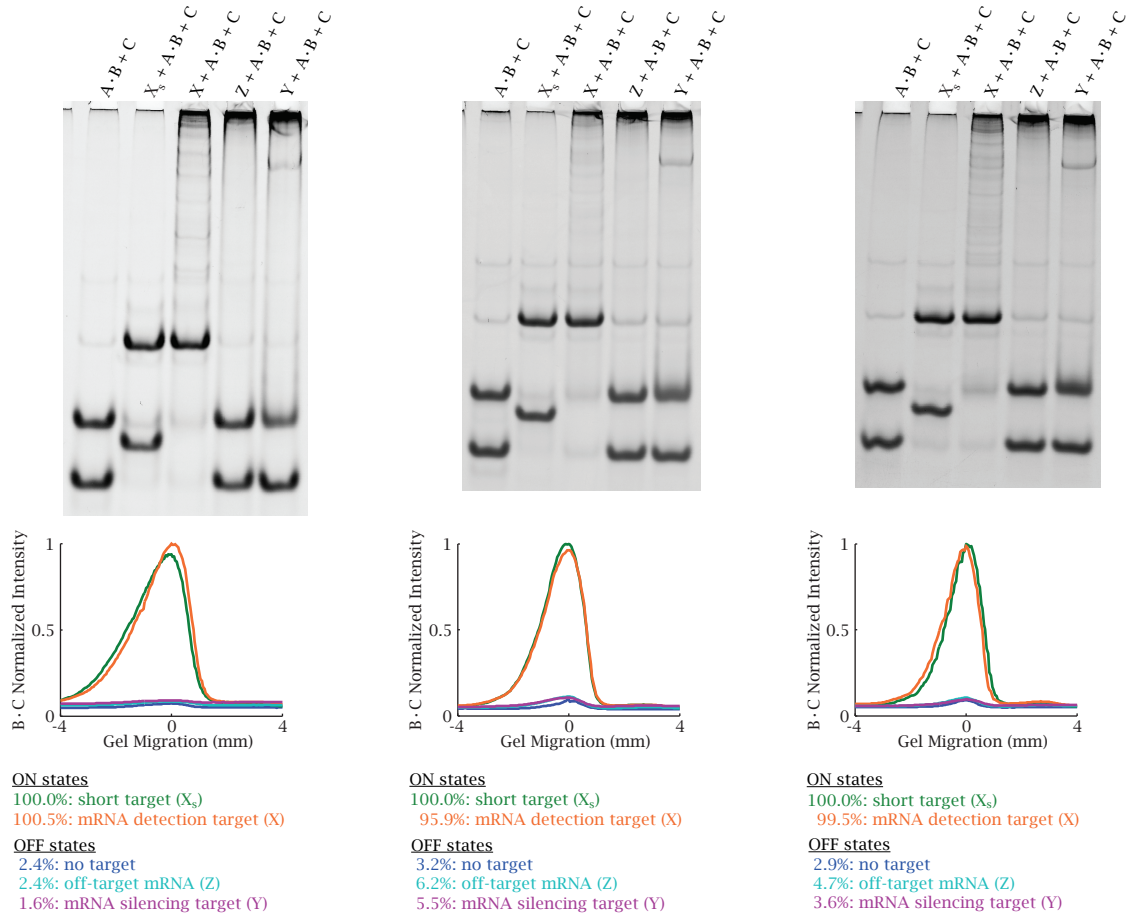 A·B + C
Xs + A·B + C
X + A·B + C
Z + A·B + C
Y + A·B + C
A·B + C
Xs + A·B + C
X + A·B + C
Z + A·B + C
Y + A·B + C
A·B + C
Xs + A·B + C
X + A·B + C
Z + A·B + C
Y + A·B + C
B·C Normalized Intensity
1
0.5
0
-4
0
4
Gel Migration (mm)
ON states
100.0%: short target (Xs)
100.5%: mRNA detection target (X)
OFF states
2.4%: no target
2.4%: off-target mRNA (Z)
1.6%: mRNA silencing target (Y)
B·C Normalized Intensity
1
0.5
0
-4
0
4
Gel Migration (mm)
ON states
100.0%: short target (Xs)
95.9%: mRNA detection target (X)
OFF states
3.2%: no target
6.2%: off-target mRNA (Z)
5.5%: mRNA silencing target (Y)
B·C Normalized Intensity
1
0.5
0
-4
0
4
Gel Migration (mm)
ON states
100.0%: short target (Xs)
99.5%: mRNA detection target (X)
OFF states
2.9%: no target
4.7%: off-target mRNA (Z)
3.6%: mRNA silencing target (Y)